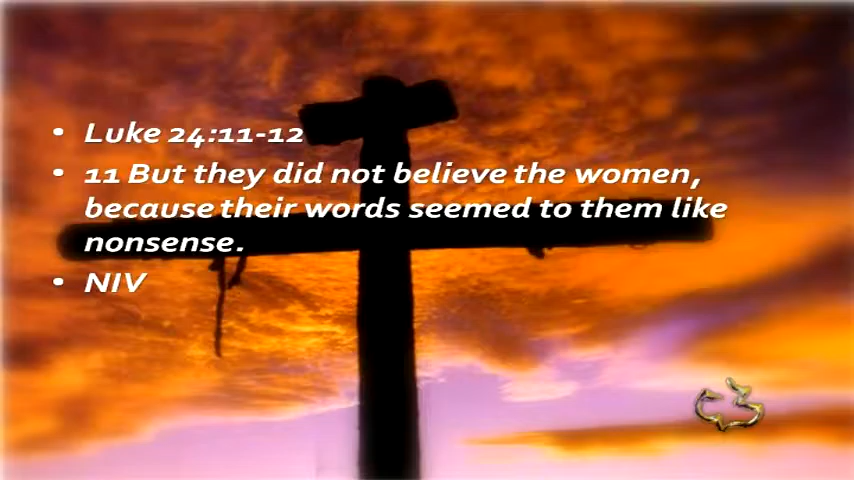 • Luke 24:11-12
• 11 But they did not believe the women,
because their words seemed to them like
nonsense.
• NIV